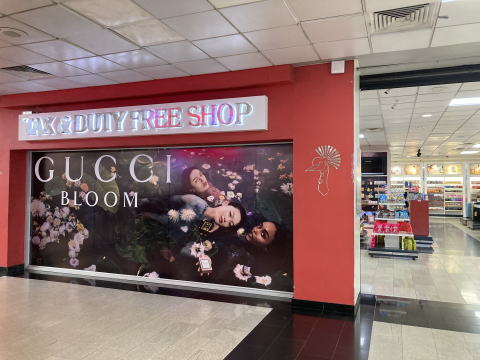 TAX & DUTY FREE SHOP
GUCCI
BLOOM